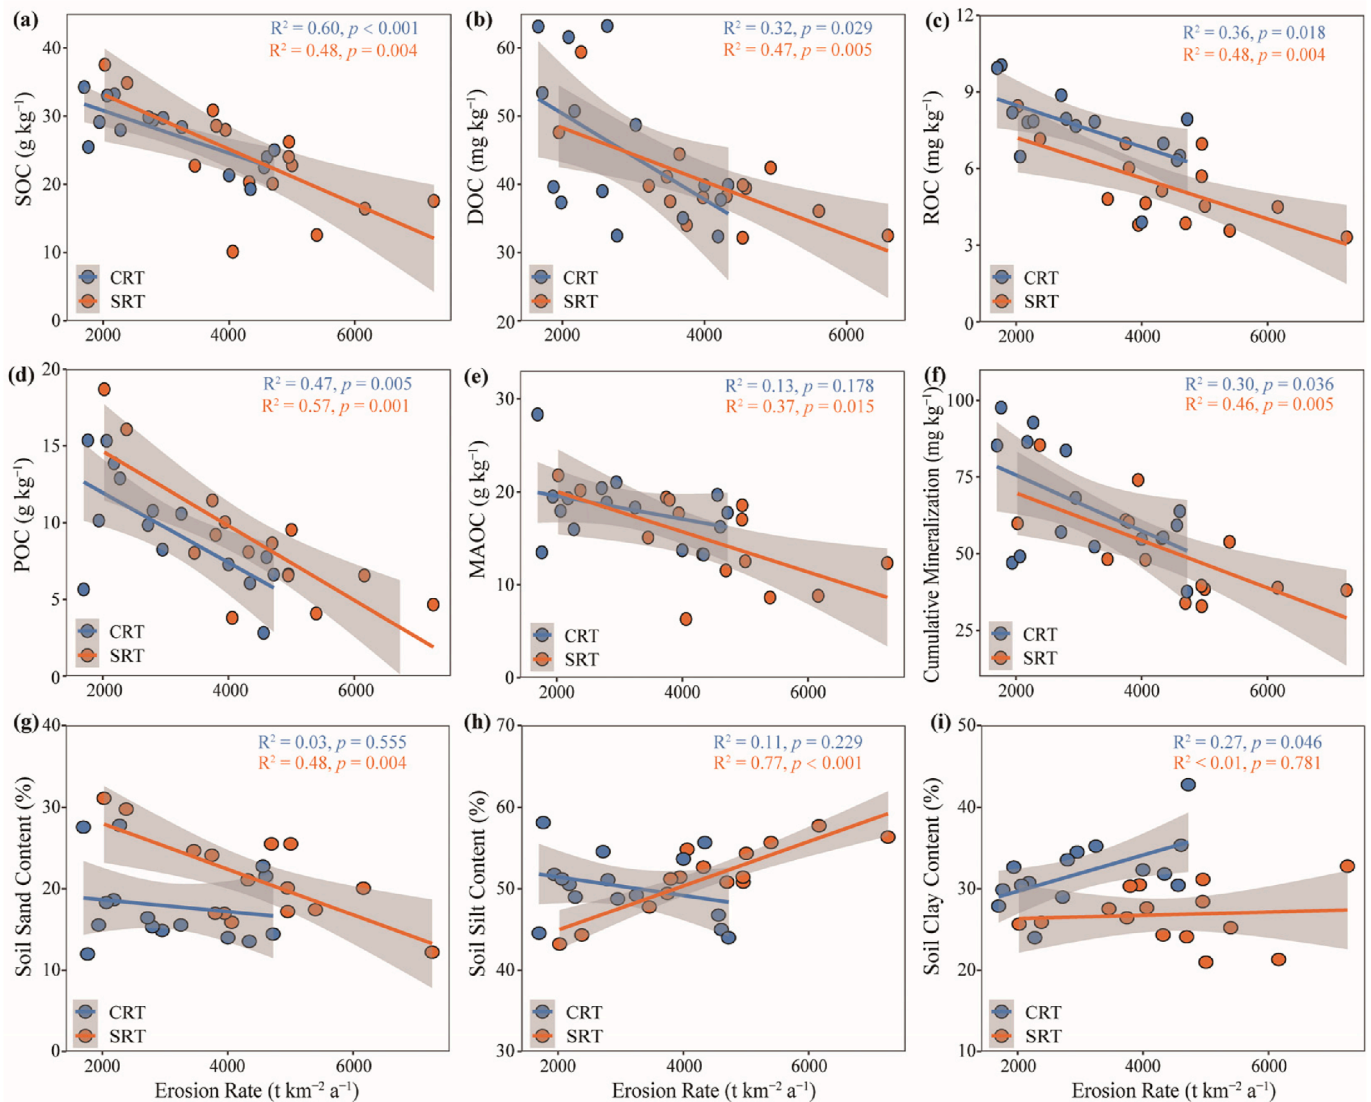 (a)
R² = 0.60, p < 0.001
R² = 0.48, p = 0.004
SOC (g kg⁻¹)
40
30
20
10
0
CRT
SRT
2000 4000 6000
(b)
R² = 0.32, p = 0.029
R² = 0.47, p = 0.005
DOC (mg kg⁻¹)
60
50
40
30
20
CRT
SRT
2000 4000 6000
(c)
R² = 0.36, p = 0.018
R² = 0.48, p = 0.004
ROC (mg kg⁻¹)
12
9
6
3
0
CRT
SRT
2000 4000 6000
(d)
R² = 0.47, p = 0.005
R² = 0.57, p = 0.001
POC (g kg⁻¹)
20
15
10
5
0
CRT
SRT
2000 4000 6000
(e)
R² = 0.13, p = 0.178
R² = 0.37, p = 0.015
MAOC (g kg⁻¹)
30
20
10
0
CRT
SRT
2000 4000 6000
(f)
R² = 0.30, p = 0.036
R² = 0.46, p = 0.005
Cumulative Mineralization (mg kg⁻¹)
100
75
50
25
CRT
SRT
2000 4000 6000
(g)
R² = 0.03, p = 0.555
R² = 0.48, p = 0.004
Soil Sand Content (%)
40
30
20
10
0
CRT
SRT
2000 4000 6000
Erosion Rate (t km⁻² a⁻¹)
(h)
R² = 0.11, p = 0.229
R² = 0.77, p < 0.001
Soil Silt Content (%)
70
60
50
40
30
CRT
SRT
2000 4000 6000
Erosion Rate (t km⁻² a⁻¹)
(i)
R² = 0.27, p = 0.046
R² < 0.01, p = 0.781
Soil Clay Content (%)
50
40
30
20
10
CRT
SRT
2000 4000 6000
Erosion Rate (t km⁻² a⁻¹)